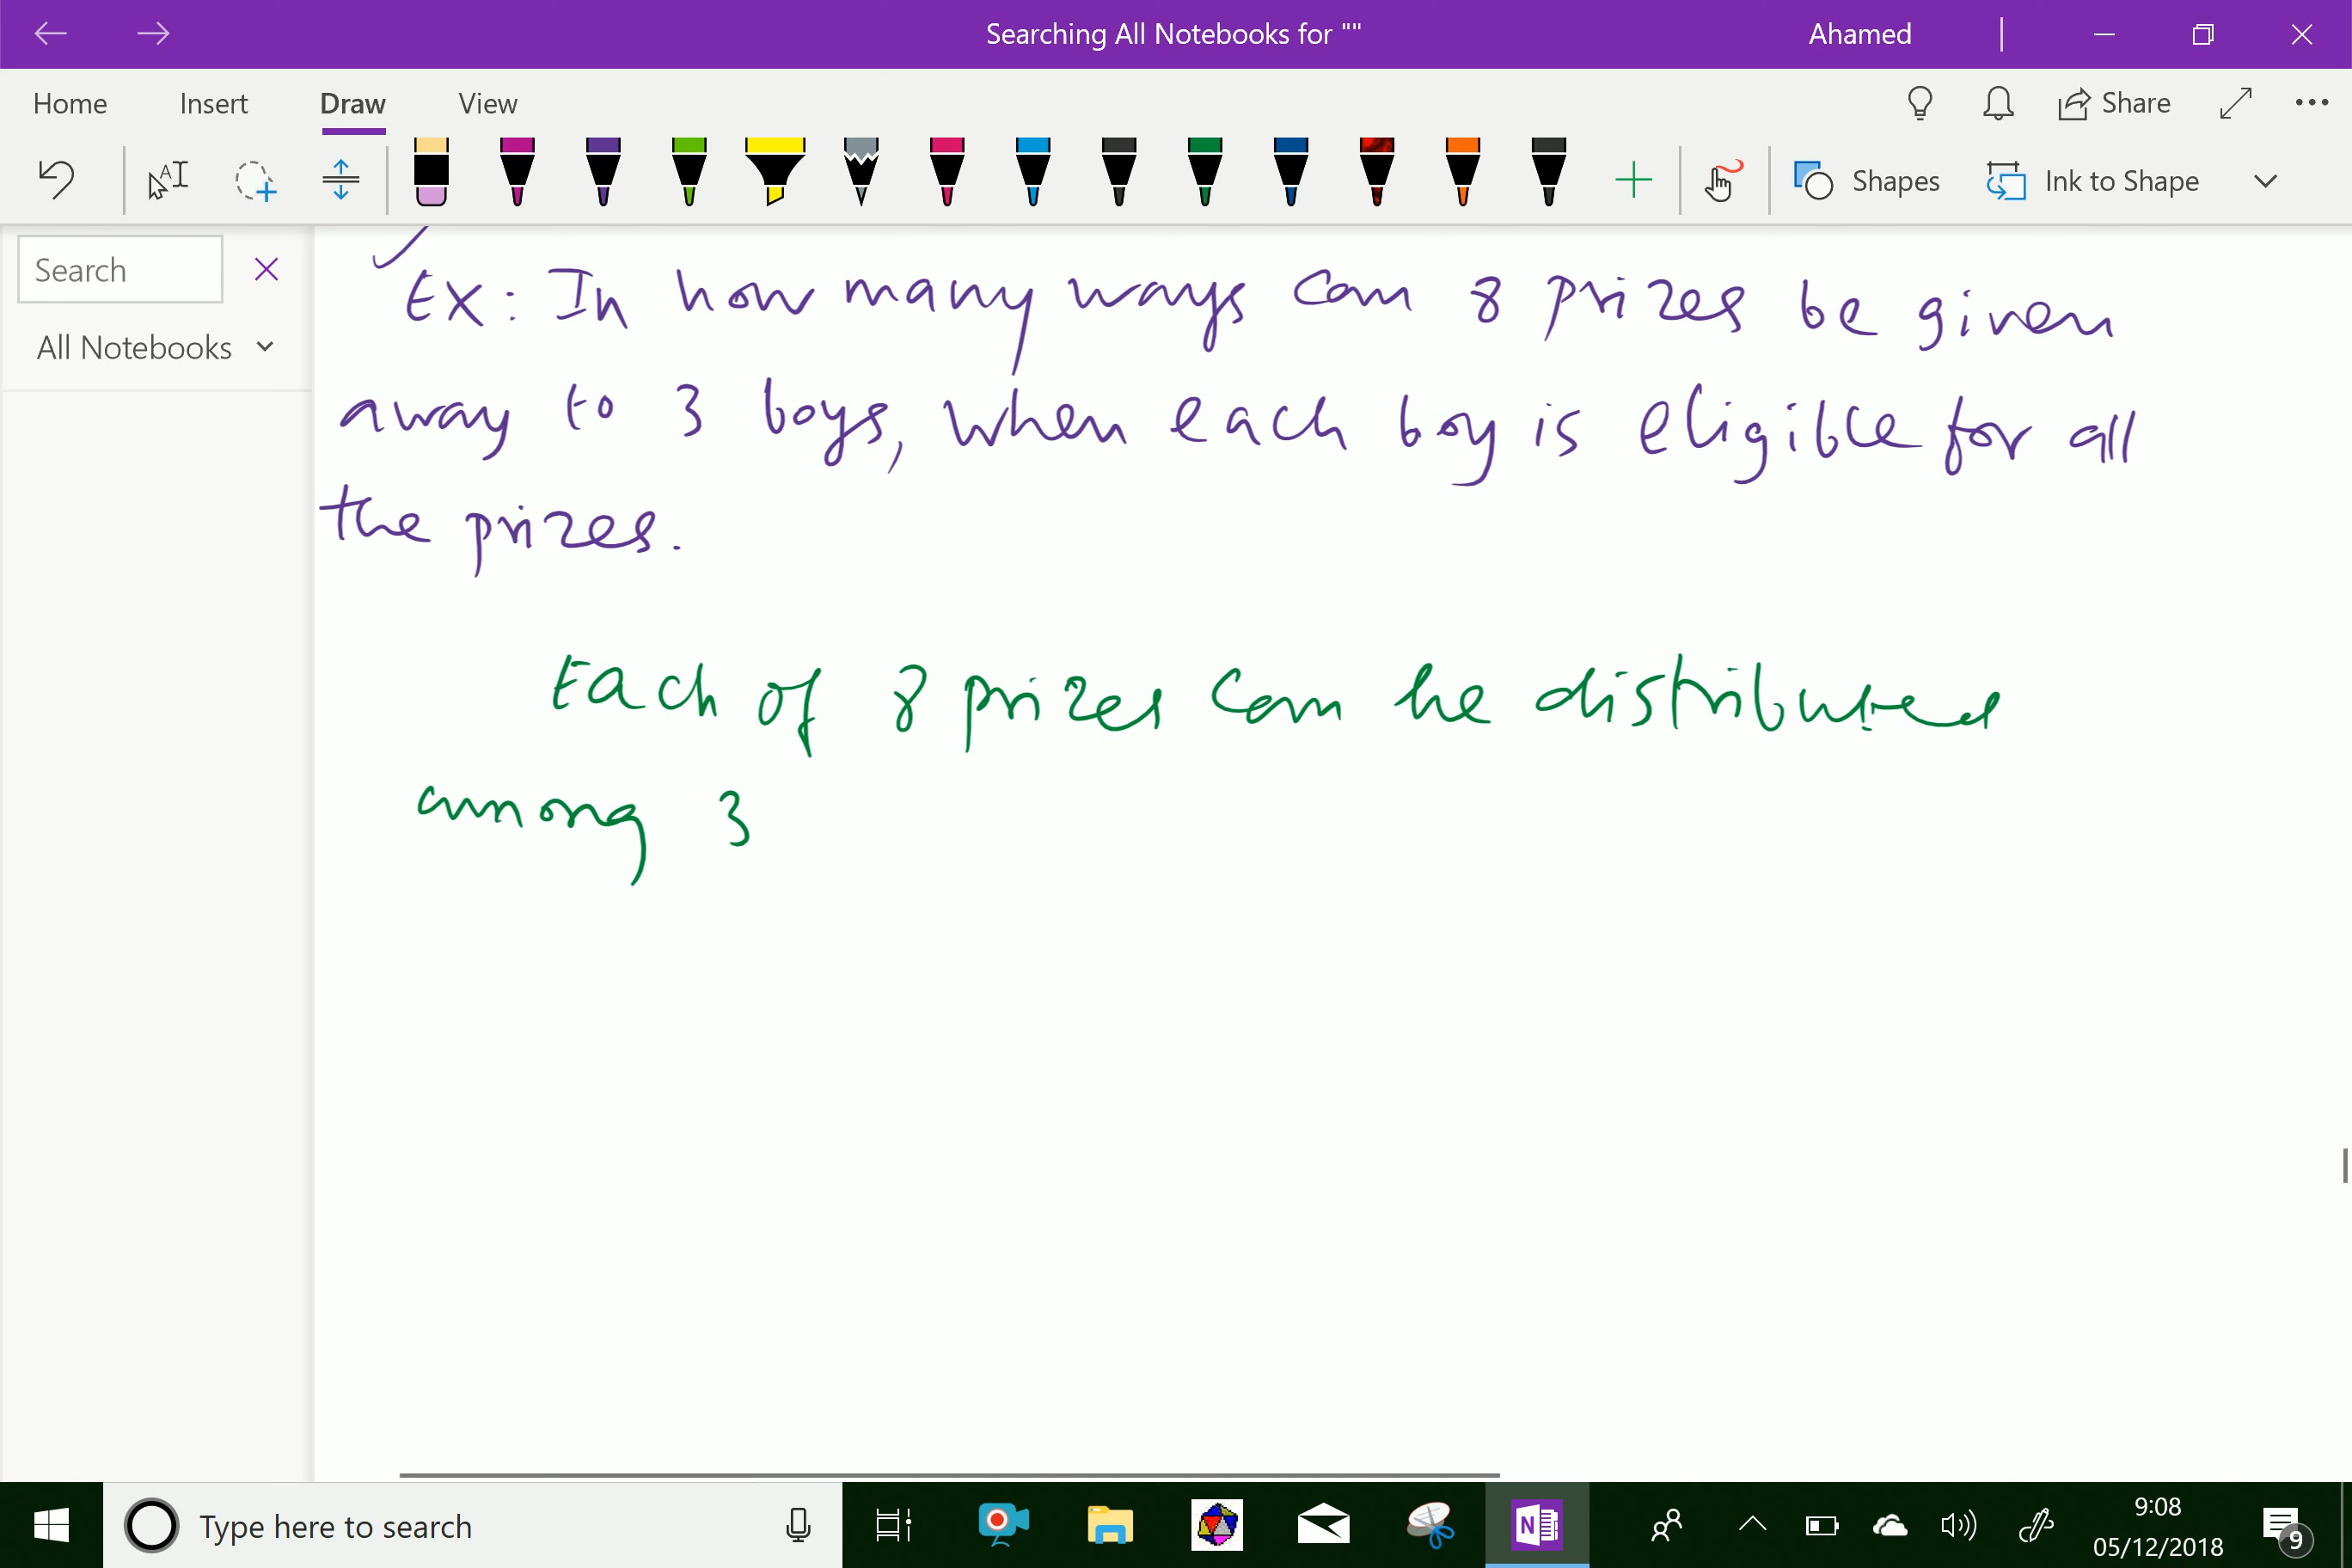 Searching All Notebooks for ""
Ahamed
Home Insert Draw View
Share
Shapes
Ink to Shape
Search
All Notebooks
Ex: In how many ways can 8 prizes be given
away to 3 boys, when each boy is eligible for all
the prizes.
Each of 8 prizes can be distributed
among 3
Type here to search
N
9:08
05/12/2018
9